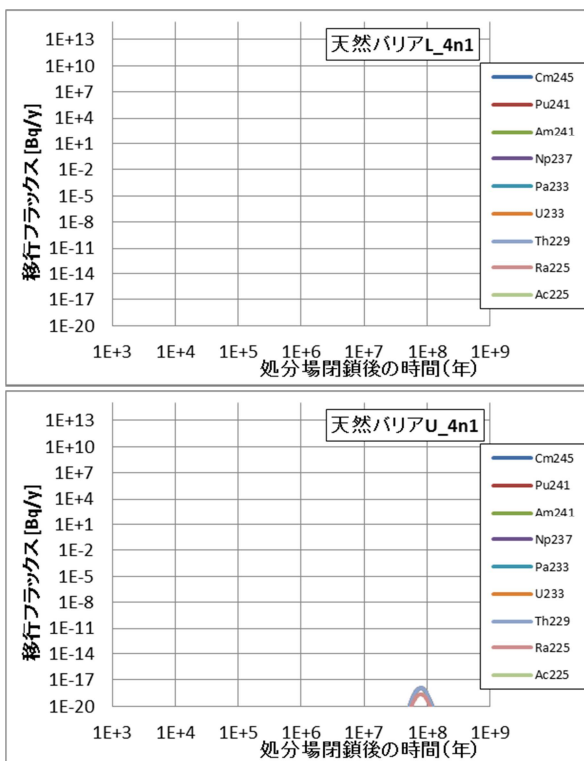 天然バリアL_4n1
移行フラックス[Bq/y]
1E+13
1E+10
1E+7
1E+4
1E+1
1E-2
1E-5
1E-8
1E-11
1E-14
1E-17
1E-20
1E+3 1E+4 1E+5 1E+6 1E+7 1E+8 1E+9
処分場閉鎖後の時間(年)
Cm245
Pu241
Am241
Np237
Pa233
U233
Th229
Ra225
Ac225
天然バリアU_4n1
移行フラックス[Bq/y]
1E+13
1E+10
1E+7
1E+4
1E+1
1E-2
1E-5
1E-8
1E-11
1E-14
1E-17
1E-20
1E+3 1E+4 1E+5 1E+6 1E+7 1E+8 1E+9
処分場閉鎖後の時間(年)
Cm245
Pu241
Am241
Np237
Pa233
U233
Th229
Ra225
Ac225